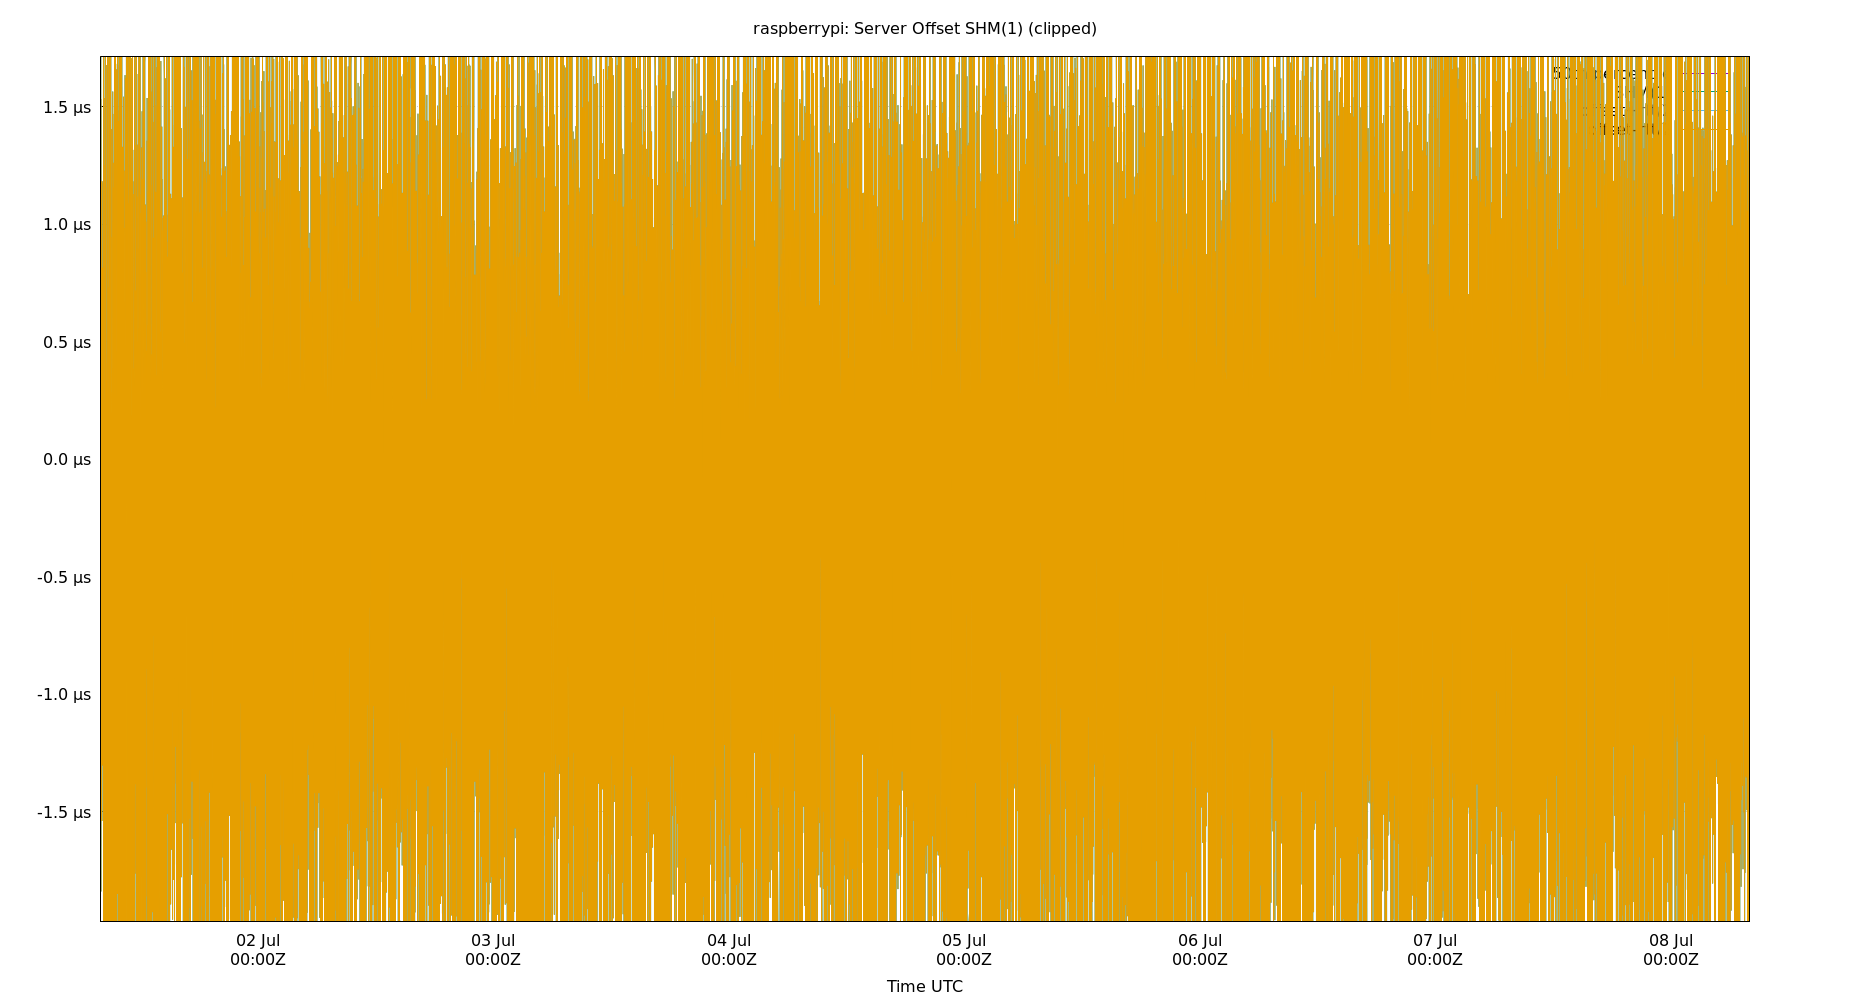 raspberrypi: Server Offset SHM(1) (clipped)
1.5 µs
1.0 µs
0.5 µs
0.0 µs
-0.5 µs
-1.0 µs
-1.5 µs
02 Jul 03 Jul 04 Jul 05 Jul 06 Jul 07 Jul 08 Jul
00:00Z 00:00Z 00:00Z 00:00Z 00:00Z 00:00Z 00:00Z
Time UTC